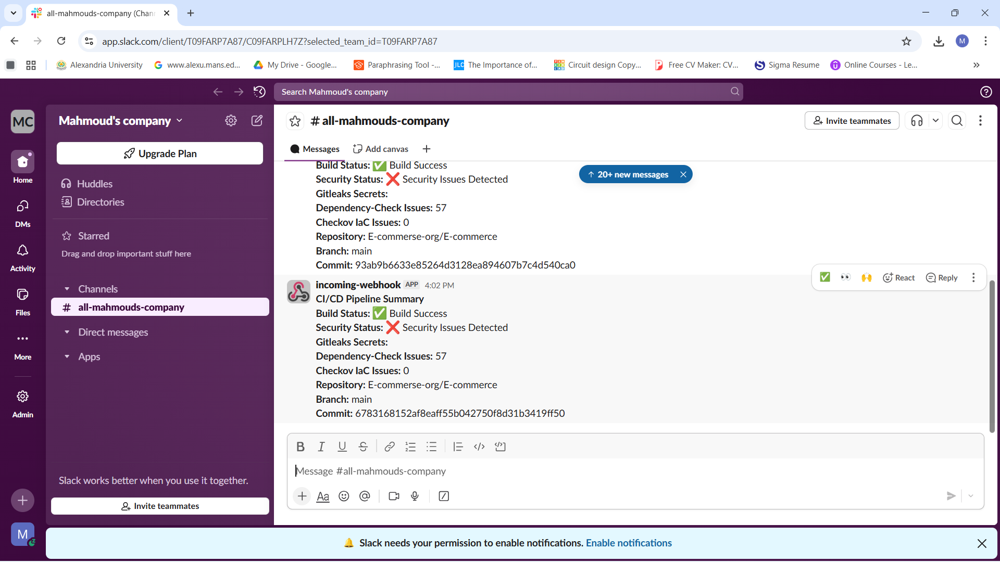 all-mahmouds-company (Chan
app.slack.com/client/T09FARP7A87/C09FARPLH7Z?selected_team_id=T09FARP7A87
M
Alexandria University
www.alexu.mans.ed...
My Drive - Google...
Paraphrasing Tool -...
JLC
The Importance of...
Circuit design Copy...
Free CV Maker: CV...
Sigma Resume
Online Courses - Le...
Search Mahmoud's company
MC
Home
DMs
Activity
Files
More
Admin
M
Mahmoud's company
Upgrade Plan
Huddles
Directories
Starred
Drag and drop important stuff here
Channels
# all-mahmouds-company
Direct messages
Apps
Slack works better when you use it together.
Invite teammates
# all-mahmouds-company
Invite teammates
Messages
Add canvas
↑ 20+ new messages
Build Status: ✅ Build Success
Security Status: ❌ Security Issues Detected
Gitleaks Secrets:
Dependency-Check Issues: 57
Checkov IaC Issues: 0
Repository: E-commerse-org/E-commerce
Branch: main
Commit: 93ab9b6633e85264d3128ea894607b7c4d540ca0
React
Reply
incoming-webhook APP 4:02 PM
CI/CD Pipeline Summary
Build Status: ✅ Build Success
Security Status: ❌ Security Issues Detected
Gitleaks Secrets:
Dependency-Check Issues: 57
Checkov IaC Issues: 0
Repository: E-commerse-org/E-commerce
Branch: main
Commit: 6783168152af8eaff55b042750f8d31b3419ff50
B I U S
Message #all-mahmouds-company
Aa
🔔 Slack needs your permission to enable notifications. Enable notifications